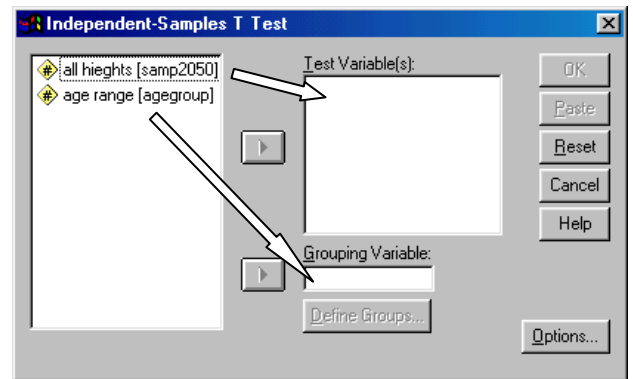 Independent-Samples T Test
all hieghts [samp2050]
age range [agegroup]
Test Variable(s):
Grouping Variable:
Define Groups...
OK
Paste
Reset
Cancel
Help
Options...